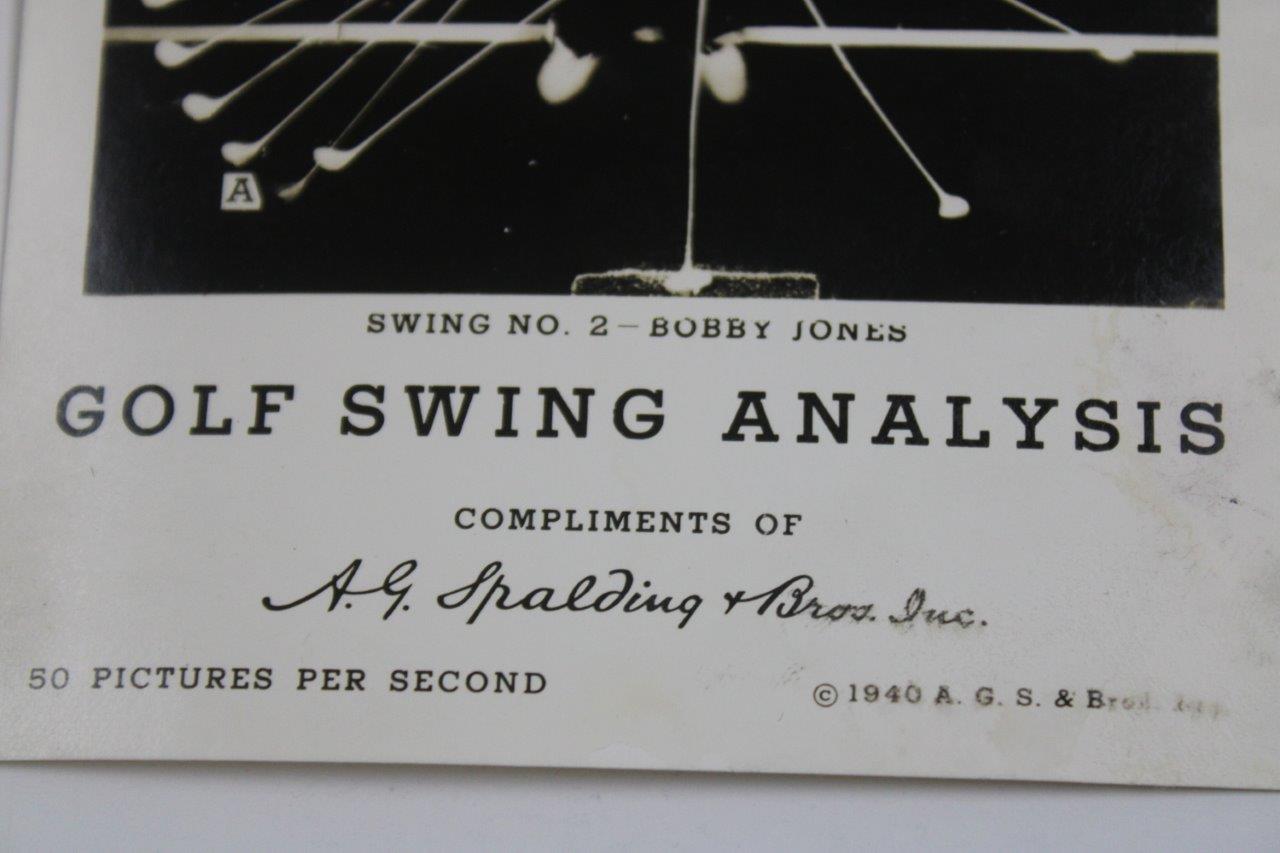 A
SWING NO. 2 — BOBBY JONES
GOLF SWING ANALYSIS
COMPLIMENTS OF
A. G. Spalding & Bros. Inc.
50 PICTURES PER SECOND
© 1940 A. G. S. & Bros.